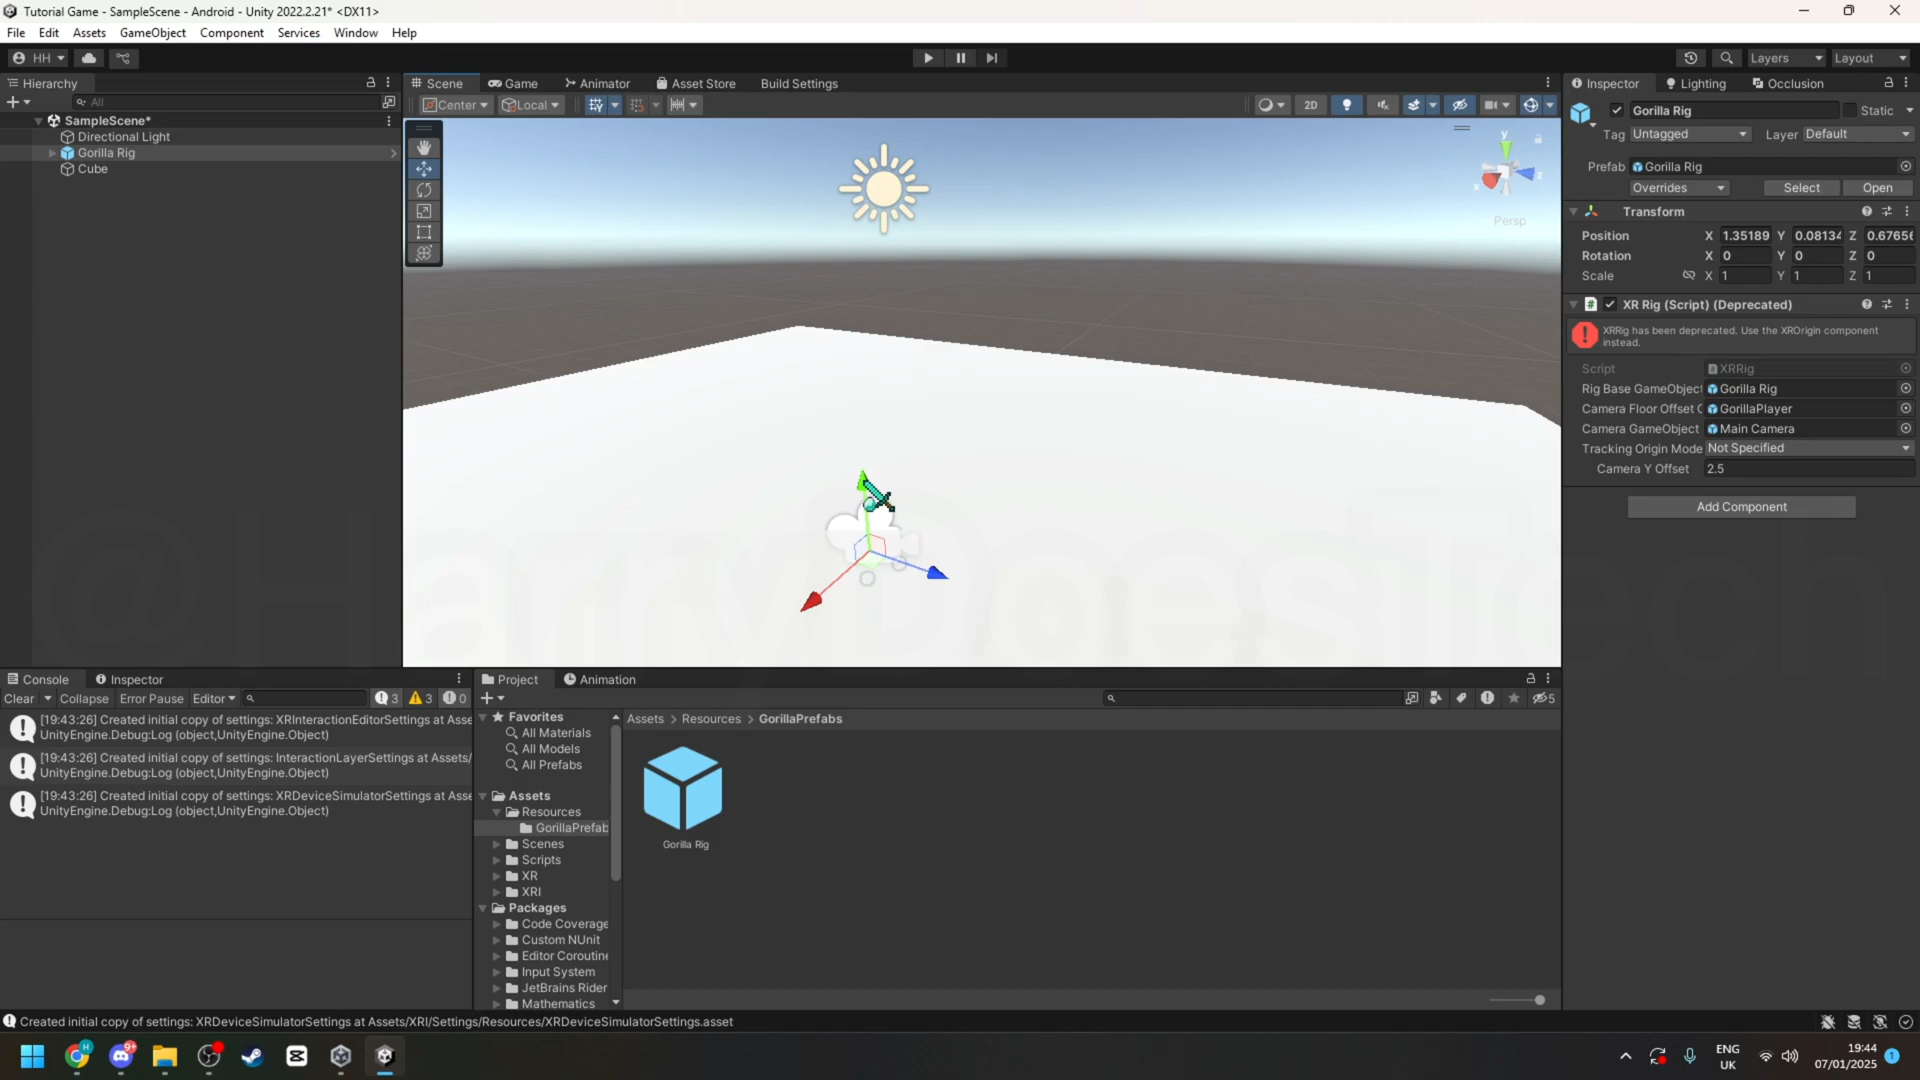 Tutorial Game - SampleScene - Android - Unity 2022.2.21* <DX11>
File Edit Assets GameObject Component Services Window Help
HH
Layers
Layout
Hierarchy
All
SampleScene*
Directional Light
Gorilla Rig
Cube
Scene Game Animator Asset Store Build Settings
Center Local
2D
y
x
z
Persp
@HarryDoesTech
Inspector Lighting Occlusion
Gorilla Rig
Static
Tag Untagged Layer Default
Prefab Gorilla Rig
Overrides Select Open
Transform
Position X 1.35189 Y 0.08134 Z 0.67656
Rotation X 0 Y 0 Z 0
Scale X 1 Y 1 Z 1
# XR Rig (Script) (Deprecated)
XRRig has been deprecated. Use the XROrigin component
instead.
Script XRRig
Rig Base GameObject Gorilla Rig
Camera Floor Offset G GorillaPlayer
Camera GameObject Main Camera
Tracking Origin Mode Not Specified
Camera Y Offset 2.5
Add Component
Console Inspector
Clear Collapse Error Pause Editor 3 3 0
[19:43:26] Created initial copy of settings: XRInteractionEditorSettings at Asse
UnityEngine.Debug:Log (object,UnityEngine.Object)
[19:43:26] Created initial copy of settings: InteractionLayerSettings at Assets/
UnityEngine.Debug:Log (object,UnityEngine.Object)
[19:43:26] Created initial copy of settings: XRDeviceSimulatorSettings at Asse
UnityEngine.Debug:Log (object,UnityEngine.Object)
Project Animation
5
Favorites
All Materials
All Models
All Prefabs
Assets
Resources
GorillaPrefab
Scenes
Scripts
XR
XRI
Packages
Code Coverage
Custom NUnit
Editor Coroutine
Input System
JetBrains Rider
Mathematics
Assets > Resources > GorillaPrefabs
Gorilla Rig
Created initial copy of settings: XRDeviceSimulatorSettings at Assets/XRI/Settings/Resources/XRDeviceSimulatorSettings.asset
H
9+
ENG
UK
19:44
07/01/2025
1